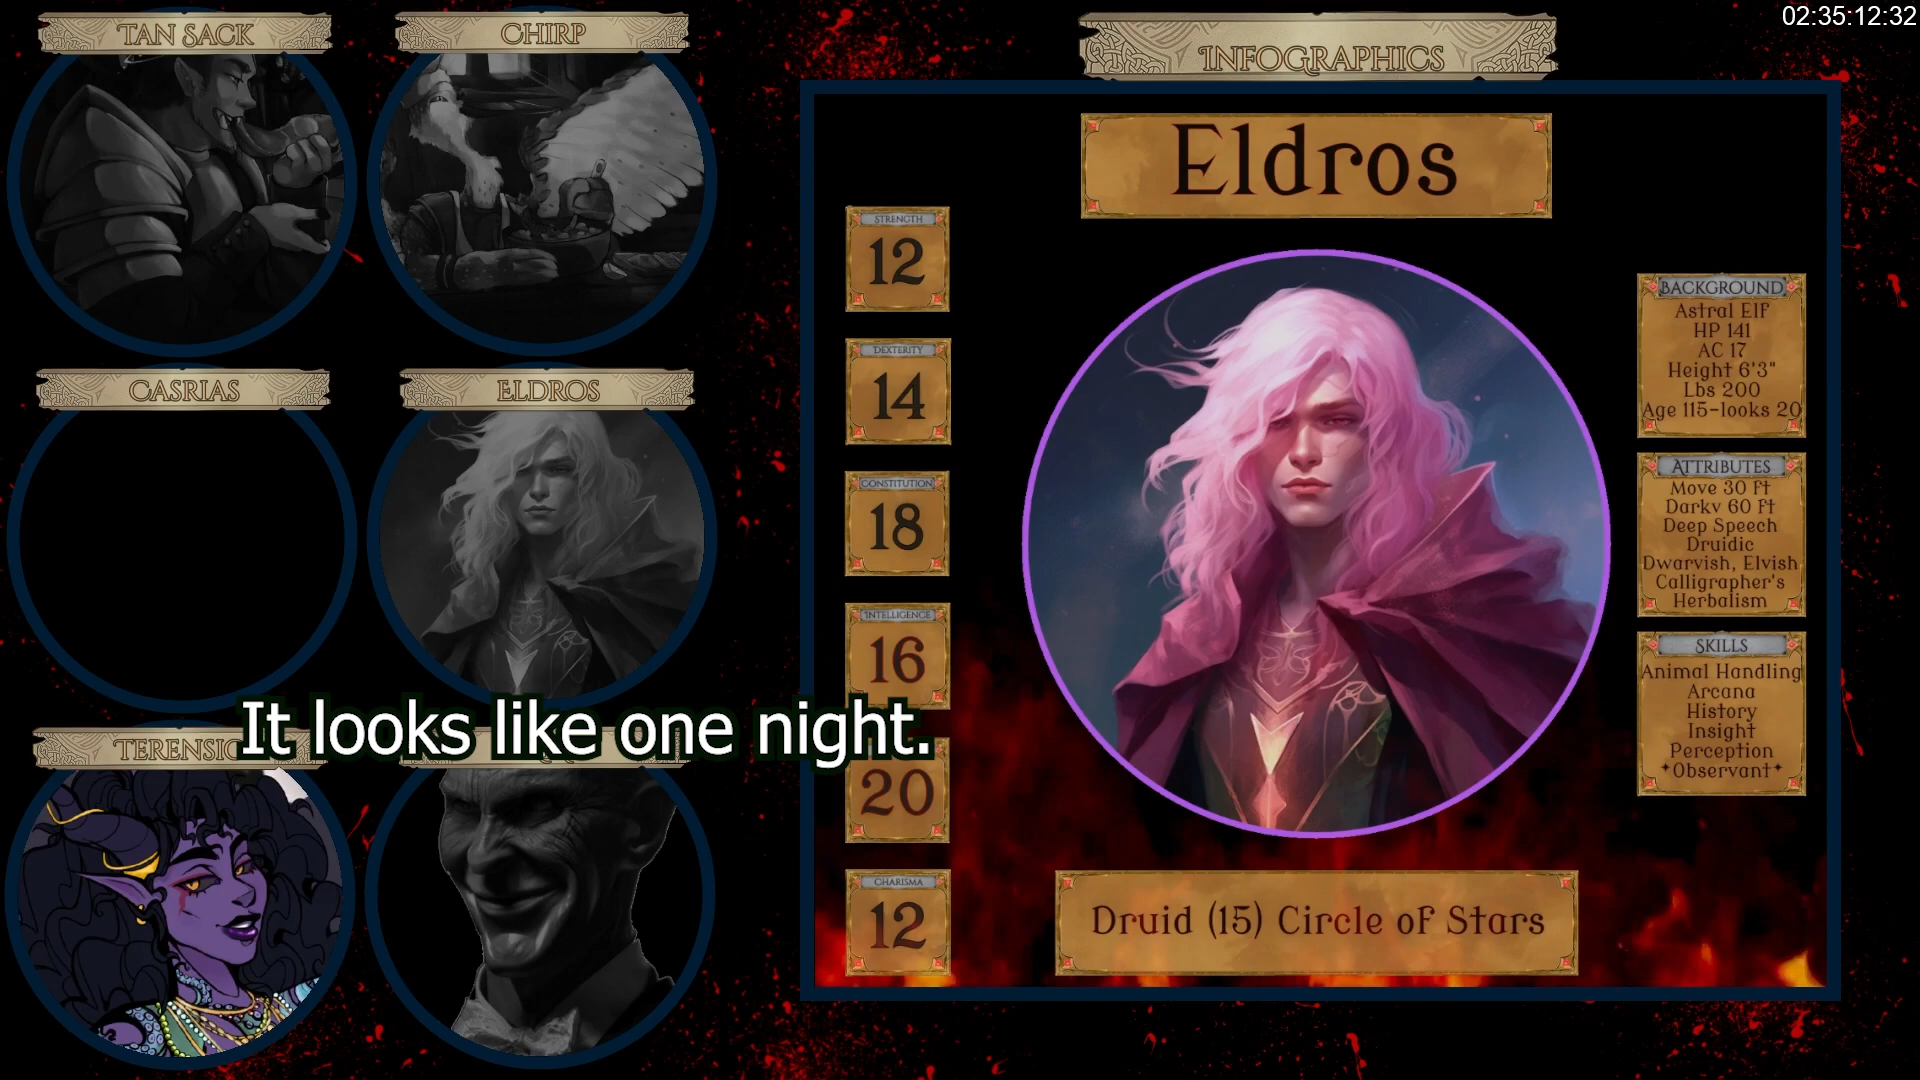 02:35:12:32
TAN SACK
CHIRP
INFOGRAPHICS
Eldros
STRENGTH
12
DEXTERITY
14
CONSTITUTION
18
INTELLIGENCE
16
20
CHARISMA
12
BACKGROUND
Astral Elf
HP 141
AC 17
Height 6'3"
Lbs 200
Age 115-looks 20
ATTRIBUTES
Move 30 ft
Darkv 60 ft
Deep Speech
Druidic
Dwarvish, Elvish
Calligrapher's
Herbalism
SKILLS
Animal Handling
Arcana
History
Insight
Perception
*Observant*
Druid (15) Circle of Stars
CASRIAS
ELDROS
It looks like one night.